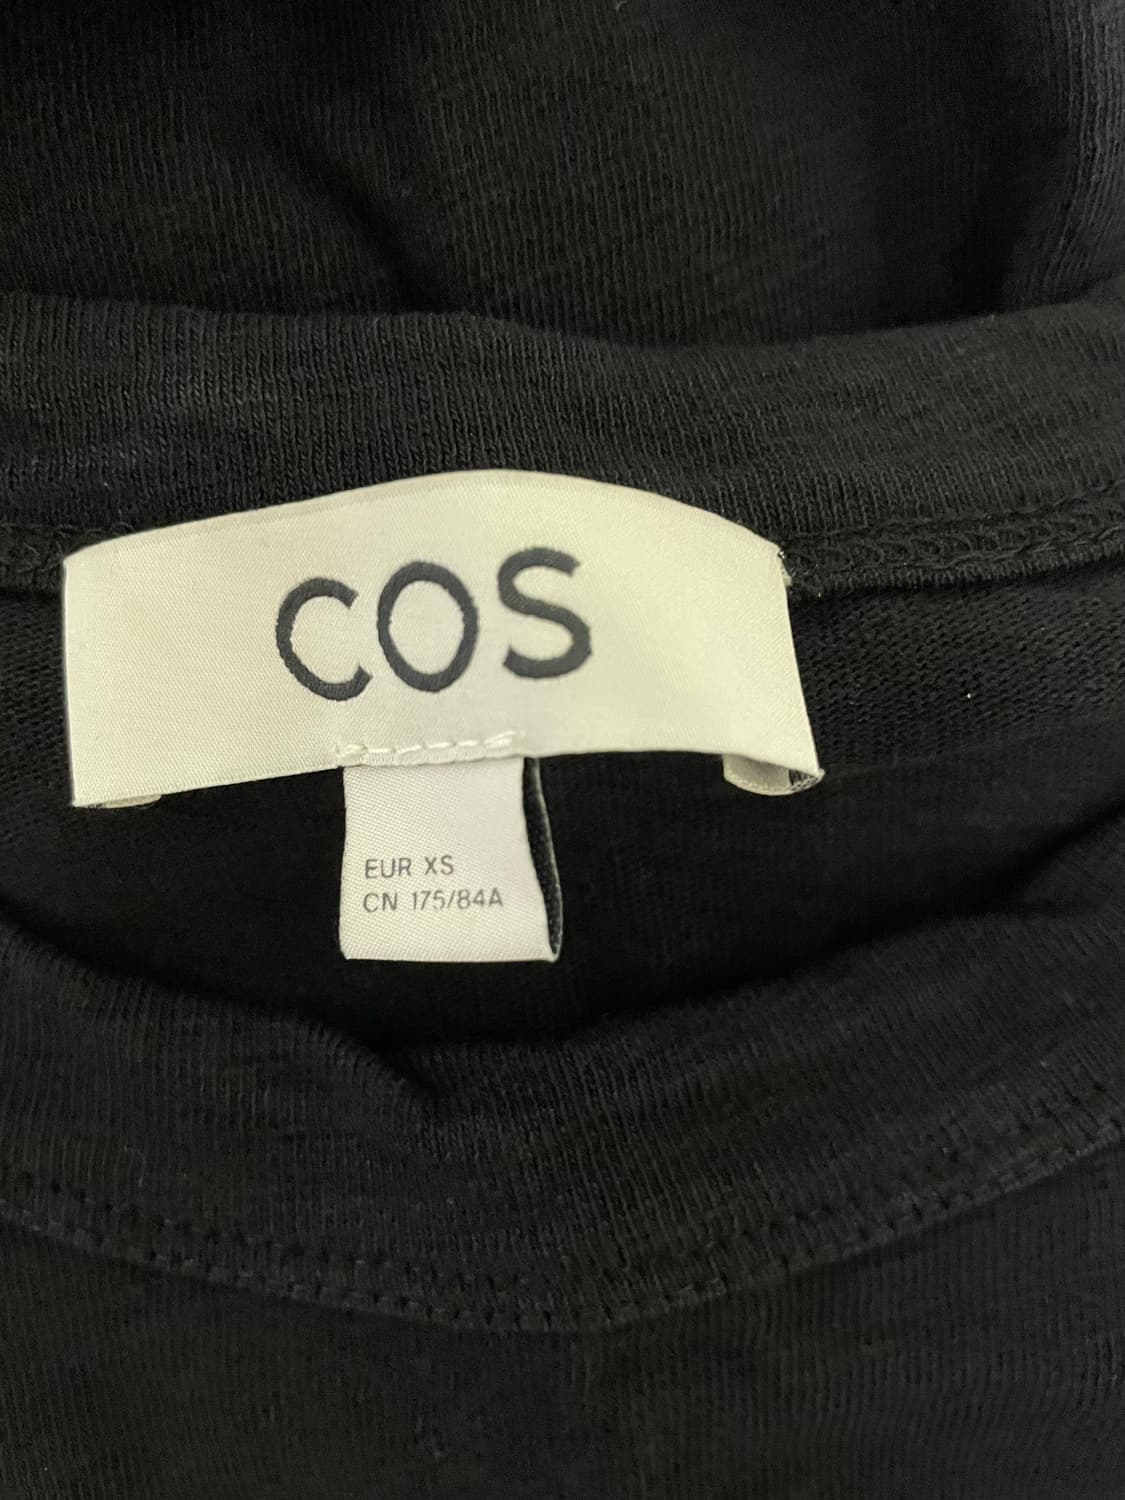 COS
EUR XS
CN 175/84A